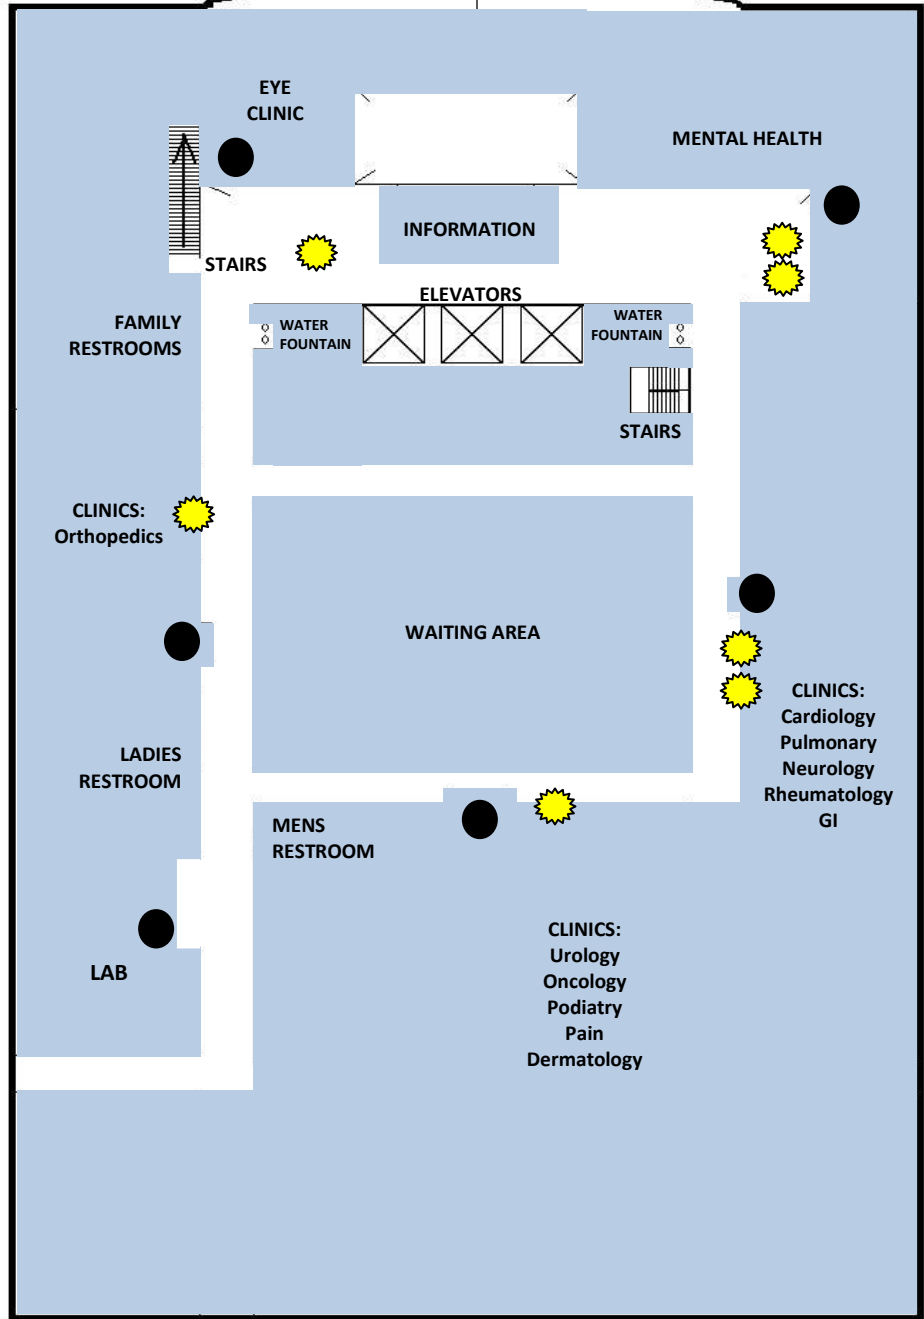 EYE
CLINIC
MENTAL HEALTH
INFORMATION
STAIRS
ELEVATORS
FAMILY
RESTROOMS
WATER
FOUNTAIN
WATER
FOUNTAIN
STAIRS
CLINICS:
Orthopedics
WAITING AREA
CLINICS:
Cardiology
Pulmonary
Neurology
Rheumatology
GI
LADIES
RESTROOM
MENS
RESTROOM
LAB
CLINICS:
Urology
Oncology
Podiatry
Pain
Dermatology